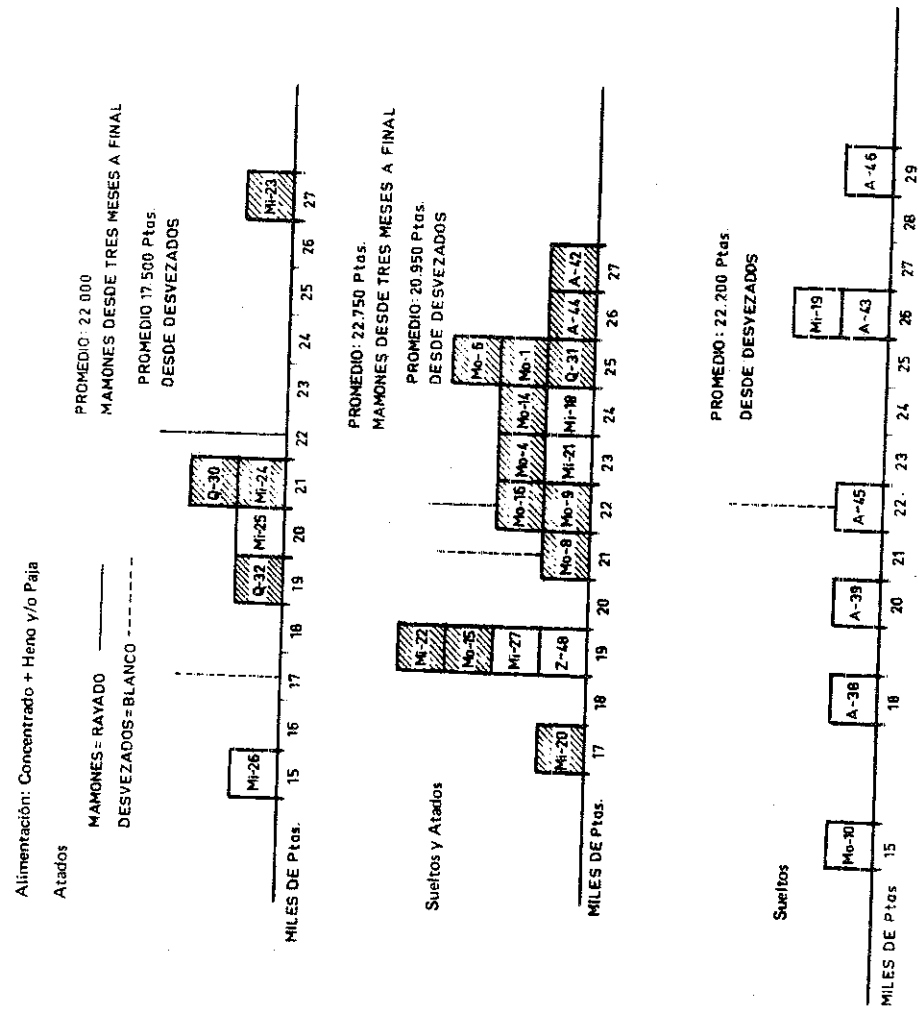 Alimentación: Concentrado + Heno y/o Paja
Atados
MAMONES = RAYADO
DESVEZADOS = BLANCO
PROMEDIO: 22 000
MAMONES DESDE TRES MESES A FINAL
PROMEDIO 17.500 Ptas.
DESDE DESVEZADOS
Q-30
Mi-26 Q-32 Mi-25 Mi-24 Mi-23
MILES DE Ptas. 15 16 17 18 19 20 21 22 23 24 25 26 27
Sueltos y Atados
PROMEDIO: 22.750 Ptas.
MAMONES DESDE TRES MESES A FINAL
PROMEDIO: 20.950 Ptas.
DESDE DESVEZADOS
Mi-22
Mo-15 Mo-6
Mi-27 Mo-16 Mo-4 Mo-14 Mo-1
Mi-20 Z-48 Mo-8 Mo-9 Mi-21 Mi-18 Q-31 A-44 A-42
MILES DE Ptas. 17 18 19 20 21 22 23 24 25 26 27
Sueltos
PROMEDIO: 22.200 Ptas.
DESDE DESVEZADOS
Mi-19
Mo-10 A-38 A-39 A-45 A-43 A-46
MILES DE Ptas 15 18 20 21 22. 23 24 25 26 27 28 29